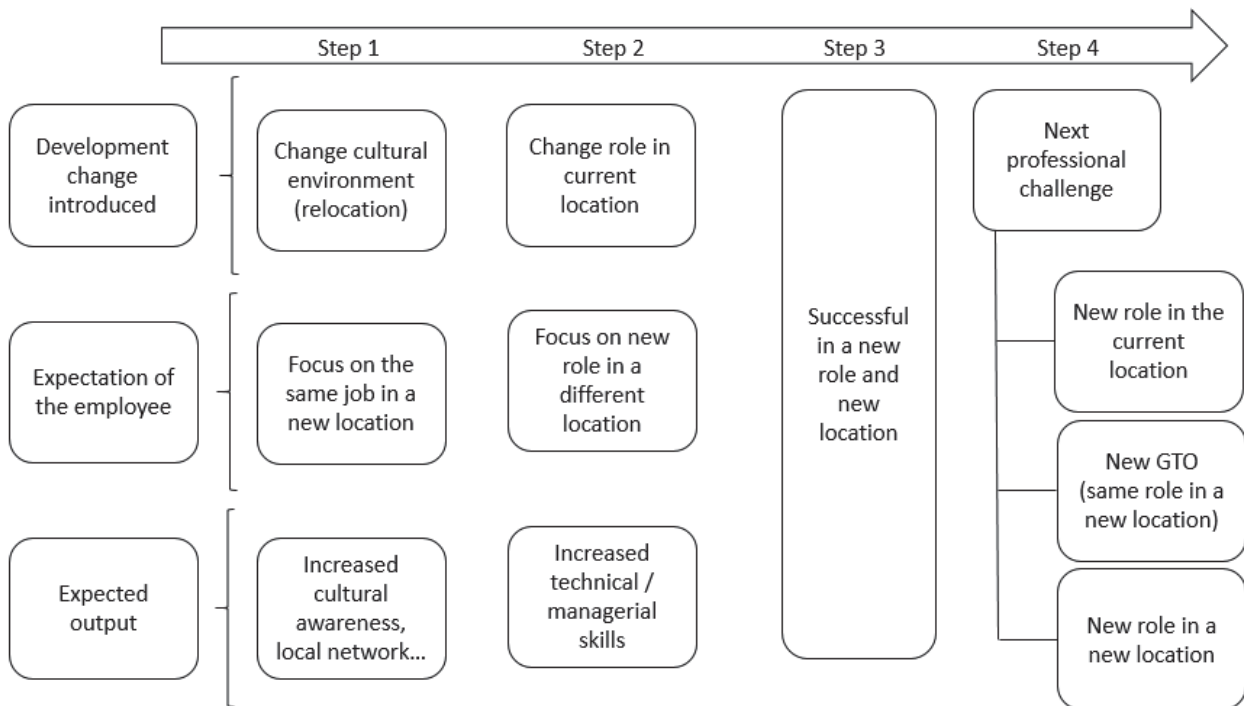 Step 1
Step 2
Step 3
Step 4
Development
change
introduced
Change cultural
environment
(relocation)
Change role in
current
location
Next
professional
challenge
Expectation of
the employee
Focus on the
same job in a
new location
Focus on new
role in a
different
location
Successful
in a new
role and
new
location
New role in the
current
location
New GTO
(same role in a
new location)
Expected
output
Increased
cultural
awareness,
local network…
Increased
technical /
managerial
skills
New role in a
new location